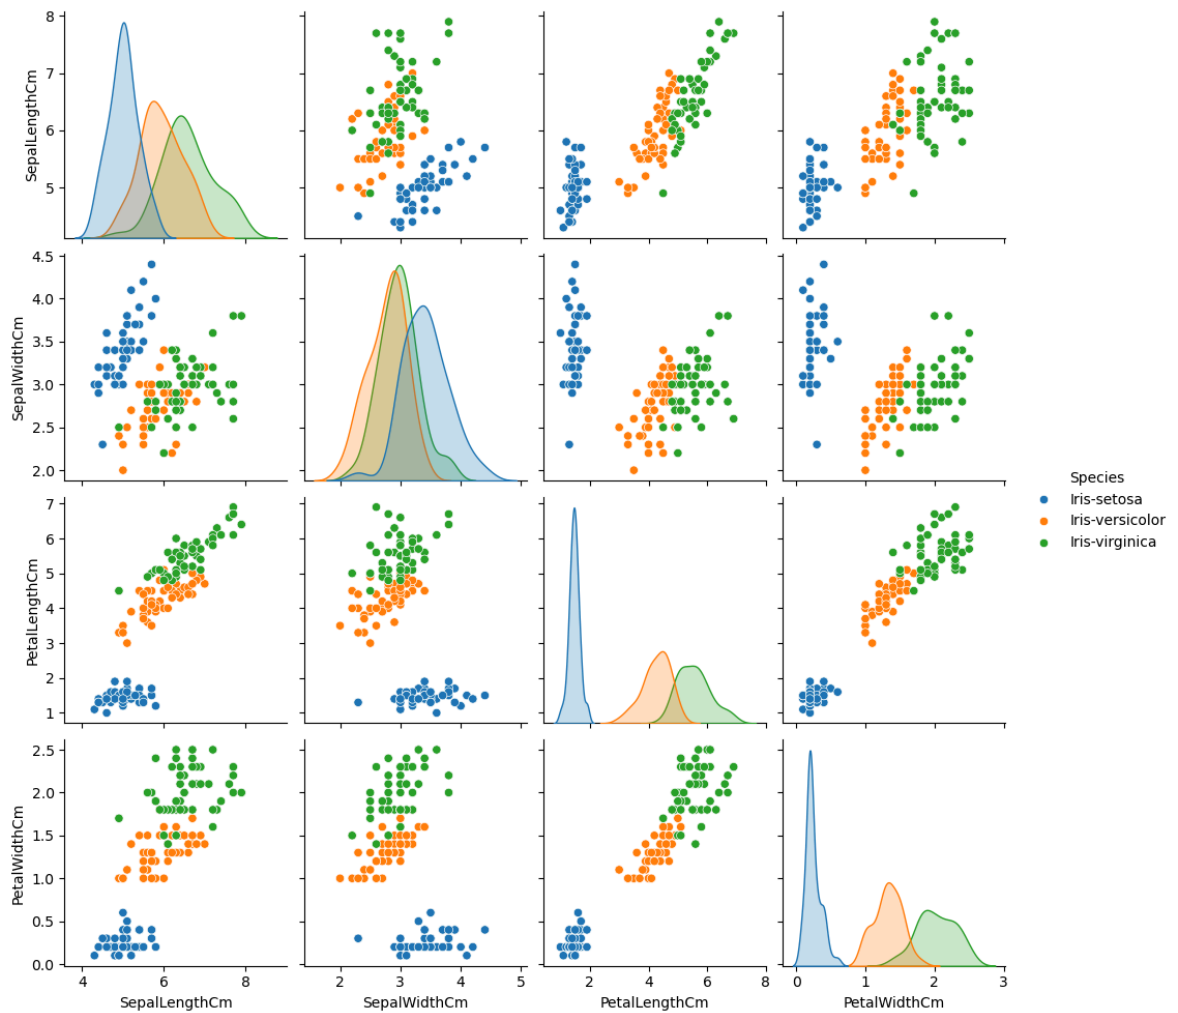 8
7
6
5
SepalLengthCm
4.5
4.0
3.5
3.0
2.5
2.0
SepalWidthCm
Species
Iris-setosa
Iris-versicolor
Iris-virginica
7
6
5
4
3
2
1
PetalLengthCm
2.5
2.0
1.5
1.0
0.5
0.0
PetalWidthCm
4 6 8
SepalLengthCm
2 3 4 5
SepalWidthCm
2 4 6 8
PetalLengthCm
0 1 2 3
PetalWidthCm